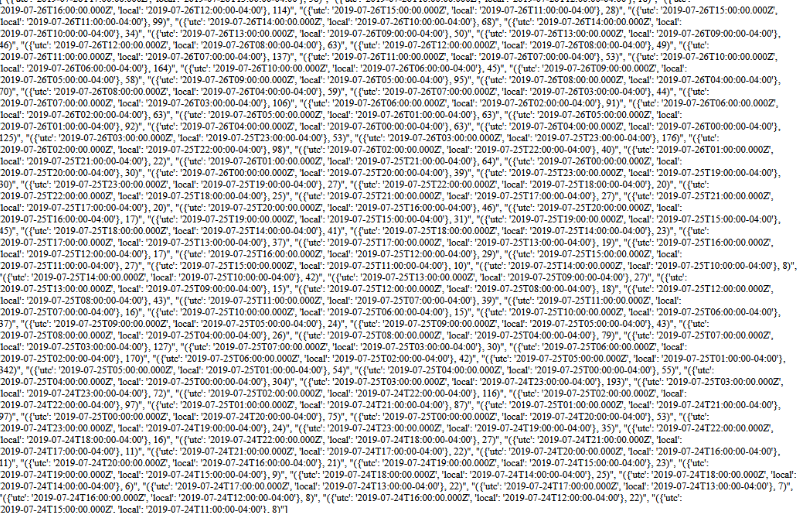 2019-07-26T16:00:00.000Z', 'local': '2019-07-26T12:00:00-04:00'}, 114)", "({'utc': '2019-07-26T15:00:00.000Z', 'local': '2019-07-26T11:00:00-04:00'}, 28)", "({'utc': '2019-07-26T15:00:00.000Z', 'local':
'2019-07-26T11:00:00-04:00'}, 99)", "({'utc': '2019-07-26T14:00:00.000Z', 'local': '2019-07-26T10:00:00-04:00'}, 68)", "({'utc': '2019-07-26T14:00:00.000Z', 'local':
2019-07-26T10:00:00-04:00'}, 34)", "({'utc': '2019-07-26T13:00:00.000Z', 'local': '2019-07-26T09:00:00-04:00'}, 50)", "({'utc': '2019-07-26T13:00:00.000Z', 'local': '2019-07-26T09:00:00-04:00'},
46)", "({'utc': '2019-07-26T12:00:00.000Z', 'local': '2019-07-26T08:00:00-04:00'}, 63)", "({'utc': '2019-07-26T12:00:00.000Z', 'local': '2019-07-26T08:00:00-04:00'}, 49)", "({'utc':
2019-07-26T11:00:00.000Z', 'local': '2019-07-26T07:00:00-04:00'}, 137)", "({'utc': '2019-07-26T11:00:00.000Z', 'local': '2019-07-26T07:00:00-04:00'}, 53)", "({'utc': '2019-07-26T10:00:00.000Z', 'local':
2019-07-26T06:00:00-04:00'}, 164)", "({'utc': '2019-07-26T10:00:00.000Z', 'local': '2019-07-26T06:00:00-04:00'}, 45)", "({'utc': '2019-07-26T09:00:00.000Z', 'local':
2019-07-26T05:00:00-04:00'}, 58)", "({'utc': '2019-07-26T09:00:00.000Z', 'local': '2019-07-26T05:00:00-04:00'}, 95)", "({'utc': '2019-07-26T08:00:00.000Z', 'local': '2019-07-26T04:00:00-04:00'},
70)", "({'utc': '2019-07-26T08:00:00.000Z', 'local': '2019-07-26T04:00:00-04:00'}, 59)", "({'utc': '2019-07-26T07:00:00.000Z', 'local': '2019-07-26T03:00:00-04:00'}, 44)", "({'utc':
2019-07-26T07:00:00.000Z', 'local': '2019-07-26T03:00:00-04:00'}, 106)", "({'utc': '2019-07-26T06:00:00.000Z', 'local': '2019-07-26T02:00:00-04:00'}, 91)", "({'utc': '2019-07-26T06:00:00.000Z', 'local':
2019-07-26T02:00:00-04:00'}, 63)", "({'utc': '2019-07-26T05:00:00.000Z', 'local': '2019-07-26T01:00:00-04:00'}, 63)", "({'utc': '2019-07-26T05:00:00.000Z', 'local':
2019-07-26T01:00:00-04:00'}, 92)", "({'utc': '2019-07-26T04:00:00.000Z', 'local': '2019-07-26T00:00:00-04:00'}, 63)", "({'utc': '2019-07-26T04:00:00.000Z', 'local': '2019-07-26T00:00:00-04:00'},
125)", "({'utc': '2019-07-26T03:00:00.000Z', 'local': '2019-07-25T23:00:00-04:00'}, 53)", "({'utc': '2019-07-26T03:00:00.000Z', 'local': '2019-07-25T23:00:00-04:00'}, 176)", "({'utc':
2019-07-26T02:00:00.000Z', 'local': '2019-07-25T22:00:00-04:00'}, 98)", "({'utc': '2019-07-26T02:00:00.000Z', 'local': '2019-07-25T22:00:00-04:00'}, 40)", "({'utc': '2019-07-26T01:00:00.000Z',
local': '2019-07-25T21:00:00-04:00'}, 22)", "({'utc': '2019-07-26T01:00:00.000Z', 'local': '2019-07-25T21:00:00-04:00'}, 64)", "({'utc': '2019-07-26T00:00:00.000Z', 'local':
2019-07-25T20:00:00-04:00'}, 30)", "({'utc': '2019-07-26T00:00:00.000Z', 'local': '2019-07-25T20:00:00-04:00'}, 39)", "({'utc': '2019-07-25T23:00:00.000Z', 'local': '2019-07-25T19:00:00-04:00'},
30)", "({'utc': '2019-07-25T23:00:00.000Z', 'local': '2019-07-25T19:00:00-04:00'}, 27)", "({'utc': '2019-07-25T22:00:00.000Z', 'local': '2019-07-25T18:00:00-04:00'}, 20)", "({'utc':
2019-07-25T22:00:00.000Z', 'local': '2019-07-25T18:00:00-04:00'}, 25)", "({'utc': '2019-07-25T21:00:00.000Z', 'local': '2019-07-25T17:00:00-04:00'}, 27)", "({'utc': '2019-07-25T21:00:00.000Z',
local': '2019-07-25T17:00:00-04:00'}, 20)", "({'utc': '2019-07-25T20:00:00.000Z', 'local': '2019-07-25T16:00:00-04:00'}, 46)", "({'utc': '2019-07-25T20:00:00.000Z', 'local':
2019-07-25T16:00:00-04:00'}, 17)", "({'utc': '2019-07-25T19:00:00.000Z', 'local': '2019-07-25T15:00:00-04:00'}, 31)", "({'utc': '2019-07-25T19:00:00.000Z', 'local': '2019-07-25T15:00:00-04:00'},
45)", "({'utc': '2019-07-25T18:00:00.000Z', 'local': '2019-07-25T14:00:00-04:00'}, 41)", "({'utc': '2019-07-25T18:00:00.000Z', 'local': '2019-07-25T14:00:00-04:00'}, 23)", "({'utc':
2019-07-25T17:00:00.000Z', 'local': '2019-07-25T13:00:00-04:00'}, 37)", "({'utc': '2019-07-25T17:00:00.000Z', 'local': '2019-07-25T13:00:00-04:00'}, 19)", "({'utc': '2019-07-25T16:00:00.000Z',
local': '2019-07-25T12:00:00-04:00'}, 17)", "({'utc': '2019-07-25T16:00:00.000Z', 'local': '2019-07-25T12:00:00-04:00'}, 29)", "({'utc': '2019-07-25T15:00:00.000Z', 'local':
2019-07-25T11:00:00-04:00'}, 27)", "({'utc': '2019-07-25T15:00:00.000Z', 'local': '2019-07-25T11:00:00-04:00'}, 10)", "({'utc': '2019-07-25T14:00:00.000Z', 'local': '2019-07-25T10:00:00-04:00'}, 8)",
"({'utc': '2019-07-25T14:00:00.000Z', 'local': '2019-07-25T10:00:00-04:00'}, 42)", "({'utc': '2019-07-25T13:00:00.000Z', 'local': '2019-07-25T09:00:00-04:00'}, 27)", "({'utc':
2019-07-25T13:00:00.000Z', 'local': '2019-07-25T09:00:00-04:00'}, 15)", "({'utc': '2019-07-25T12:00:00.000Z', 'local': '2019-07-25T08:00:00-04:00'}, 18)", "({'utc': '2019-07-25T12:00:00.000Z',
local': '2019-07-25T08:00:00-04:00'}, 43)", "({'utc': '2019-07-25T11:00:00.000Z', 'local': '2019-07-25T07:00:00-04:00'}, 39)", "({'utc': '2019-07-25T11:00:00.000Z', 'local':
2019-07-25T07:00:00-04:00'}, 16)", "({'utc': '2019-07-25T10:00:00.000Z', 'local': '2019-07-25T06:00:00-04:00'}, 15)", "({'utc': '2019-07-25T10:00:00.000Z', 'local': '2019-07-25T06:00:00-04:00'},
37)", "({'utc': '2019-07-25T09:00:00.000Z', 'local': '2019-07-25T05:00:00-04:00'}, 24)", "({'utc': '2019-07-25T09:00:00.000Z', 'local': '2019-07-25T05:00:00-04:00'}, 43)", "({'utc':
2019-07-25T08:00:00.000Z', 'local': '2019-07-25T04:00:00-04:00'}, 26)", "({'utc': '2019-07-25T08:00:00.000Z', 'local': '2019-07-25T04:00:00-04:00'}, 79)", "({'utc': '2019-07-25T07:00:00.000Z',
local': '2019-07-25T03:00:00-04:00'}, 127)", "({'utc': '2019-07-25T07:00:00.000Z', 'local': '2019-07-25T03:00:00-04:00'}, 30)", "({'utc': '2019-07-25T06:00:00.000Z', 'local':
2019-07-25T02:00:00-04:00'}, 170)", "({'utc': '2019-07-25T06:00:00.000Z', 'local': '2019-07-25T02:00:00-04:00'}, 42)", "({'utc': '2019-07-25T05:00:00.000Z', 'local': '2019-07-25T01:00:00-04:00'},
342)", "({'utc': '2019-07-25T05:00:00.000Z', 'local': '2019-07-25T01:00:00-04:00'}, 54)", "({'utc': '2019-07-25T04:00:00.000Z', 'local': '2019-07-25T00:00:00-04:00'}, 55)", "({'utc':
2019-07-25T04:00:00.000Z', 'local': '2019-07-25T00:00:00-04:00'}, 304)", "({'utc': '2019-07-25T03:00:00.000Z', 'local': '2019-07-24T23:00:00-04:00'}, 193)", "({'utc': '2019-07-25T03:00:00.000Z',
local': '2019-07-24T23:00:00-04:00'}, 72)", "({'utc': '2019-07-25T02:00:00.000Z', 'local': '2019-07-24T22:00:00-04:00'}, 116)", "({'utc': '2019-07-25T02:00:00.000Z', 'local':
2019-07-24T22:00:00-04:00'}, 97)", "({'utc': '2019-07-25T01:00:00.000Z', 'local': '2019-07-24T21:00:00-04:00'}, 87)", "({'utc': '2019-07-25T01:00:00.000Z', 'local': '2019-07-24T21:00:00-04:00'},
97)", "({'utc': '2019-07-25T00:00:00.000Z', 'local': '2019-07-24T20:00:00-04:00'}, 75)", "({'utc': '2019-07-25T00:00:00.000Z', 'local': '2019-07-24T20:00:00-04:00'}, 53)", "({'utc':
2019-07-24T23:00:00.000Z', 'local': '2019-07-24T19:00:00-04:00'}, 24)", "({'utc': '2019-07-24T23:00:00.000Z', 'local': '2019-07-24T19:00:00-04:00'}, 35)", "({'utc': '2019-07-24T22:00:00.000Z',
local': '2019-07-24T18:00:00-04:00'}, 16)", "({'utc': '2019-07-24T22:00:00.000Z', 'local': '2019-07-24T18:00:00-04:00'}, 27)", "({'utc': '2019-07-24T21:00:00.000Z', 'local':
2019-07-24T17:00:00-04:00'}, 11)", "({'utc': '2019-07-24T21:00:00.000Z', 'local': '2019-07-24T17:00:00-04:00'}, 22)", "({'utc': '2019-07-24T20:00:00.000Z', 'local': '2019-07-24T16:00:00-04:00'},
11)", "({'utc': '2019-07-24T20:00:00.000Z', 'local': '2019-07-24T16:00:00-04:00'}, 21)", "({'utc': '2019-07-24T19:00:00.000Z', 'local': '2019-07-24T15:00:00-04:00'}, 23)", "({'utc':
2019-07-24T19:00:00.000Z', 'local': '2019-07-24T15:00:00-04:00'}, 9)", "({'utc': '2019-07-24T18:00:00.000Z', 'local': '2019-07-24T14:00:00-04:00'}, 25)", "({'utc': '2019-07-24T18:00:00.000Z', 'local':
2019-07-24T14:00:00-04:00'}, 6)", "({'utc': '2019-07-24T17:00:00.000Z', 'local': '2019-07-24T13:00:00-04:00'}, 22)", "({'utc': '2019-07-24T17:00:00.000Z', 'local': '2019-07-24T13:00:00-04:00'}, 7)",
"({'utc': '2019-07-24T16:00:00.000Z', 'local': '2019-07-24T12:00:00-04:00'}, 8)", "({'utc': '2019-07-24T16:00:00.000Z', 'local': '2019-07-24T12:00:00-04:00'}, 22)", "({'utc':
2019-07-24T15:00:00.000Z', 'local': '2019-07-24T11:00:00-04:00'}, 8)"]